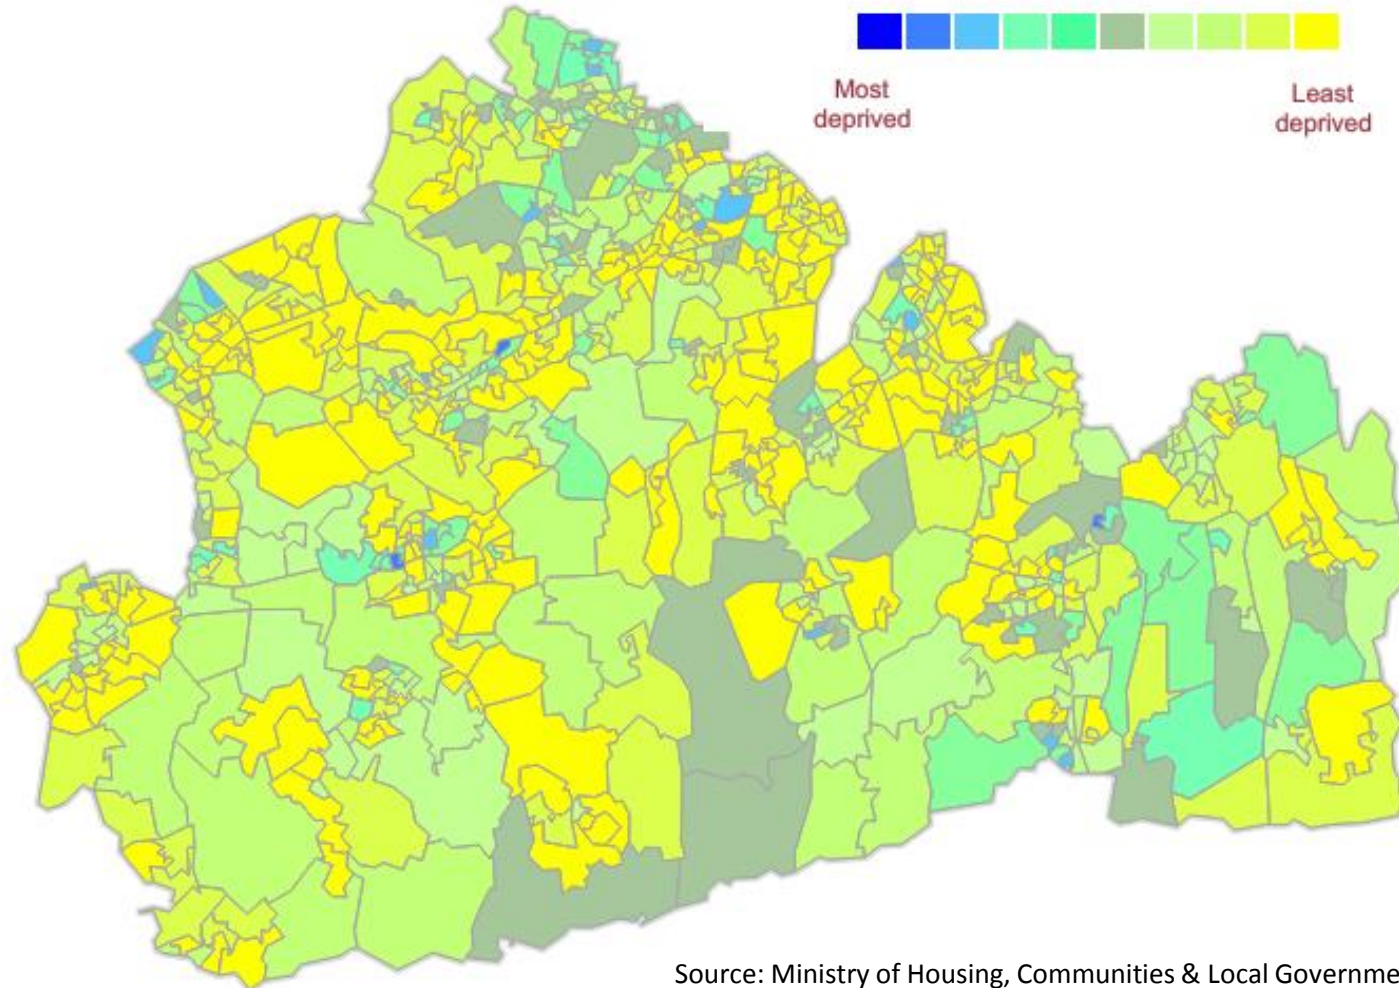 Most
deprived
Least
deprived
Source: Ministry of Housing, Communities & Local Governme